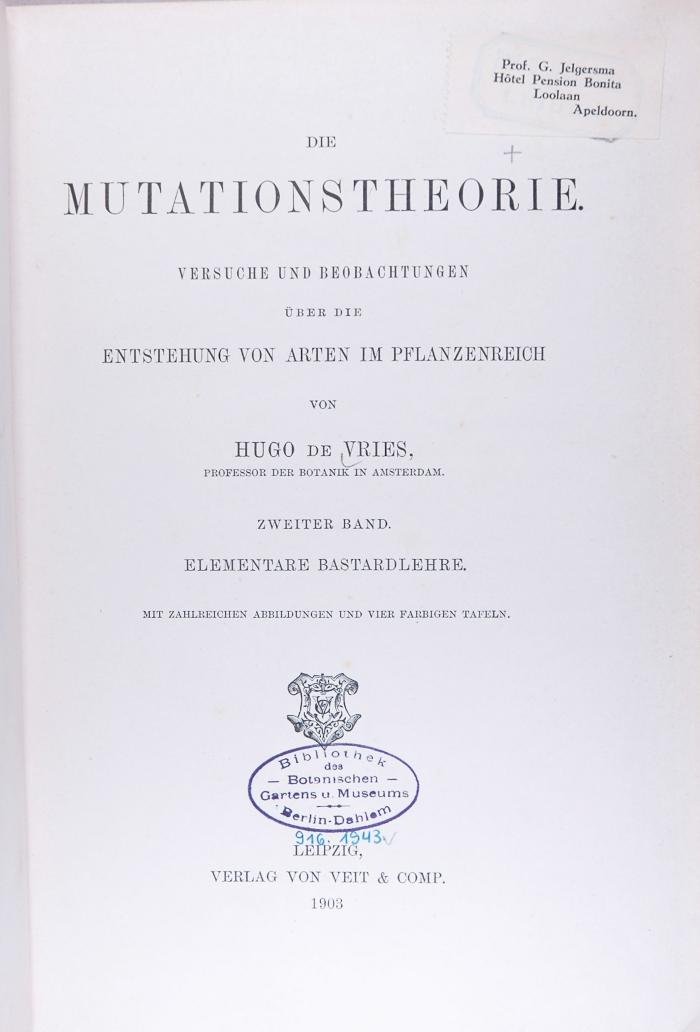 Prof. G. Jelgersma
Hôtel Pension Bonita
Loolaan
Apeldoorn.
DIE
MUTATIONSTHEORIE.
VERSUCHE UND BEOBACHTUNGEN
ÜBER DIE
ENTSTEHUNG VON ARTEN IM PFLANZENREICH
VON
HUGO DE VRIES,
PROFESSOR DER BOTANIK IN AMSTERDAM.
ZWEITER BAND.
ELEMENTARE BASTARDLEHRE.
MIT ZAHLREICHEN ABBILDUNGEN UND VIER FARBIGEN TAFELN.
Bibliothek
des
— Botanischen —
Gartens u. Museums
Berlin-Dahlem
916. 1943.
LEIPZIG,
VERLAG VON VEIT & COMP.
1903